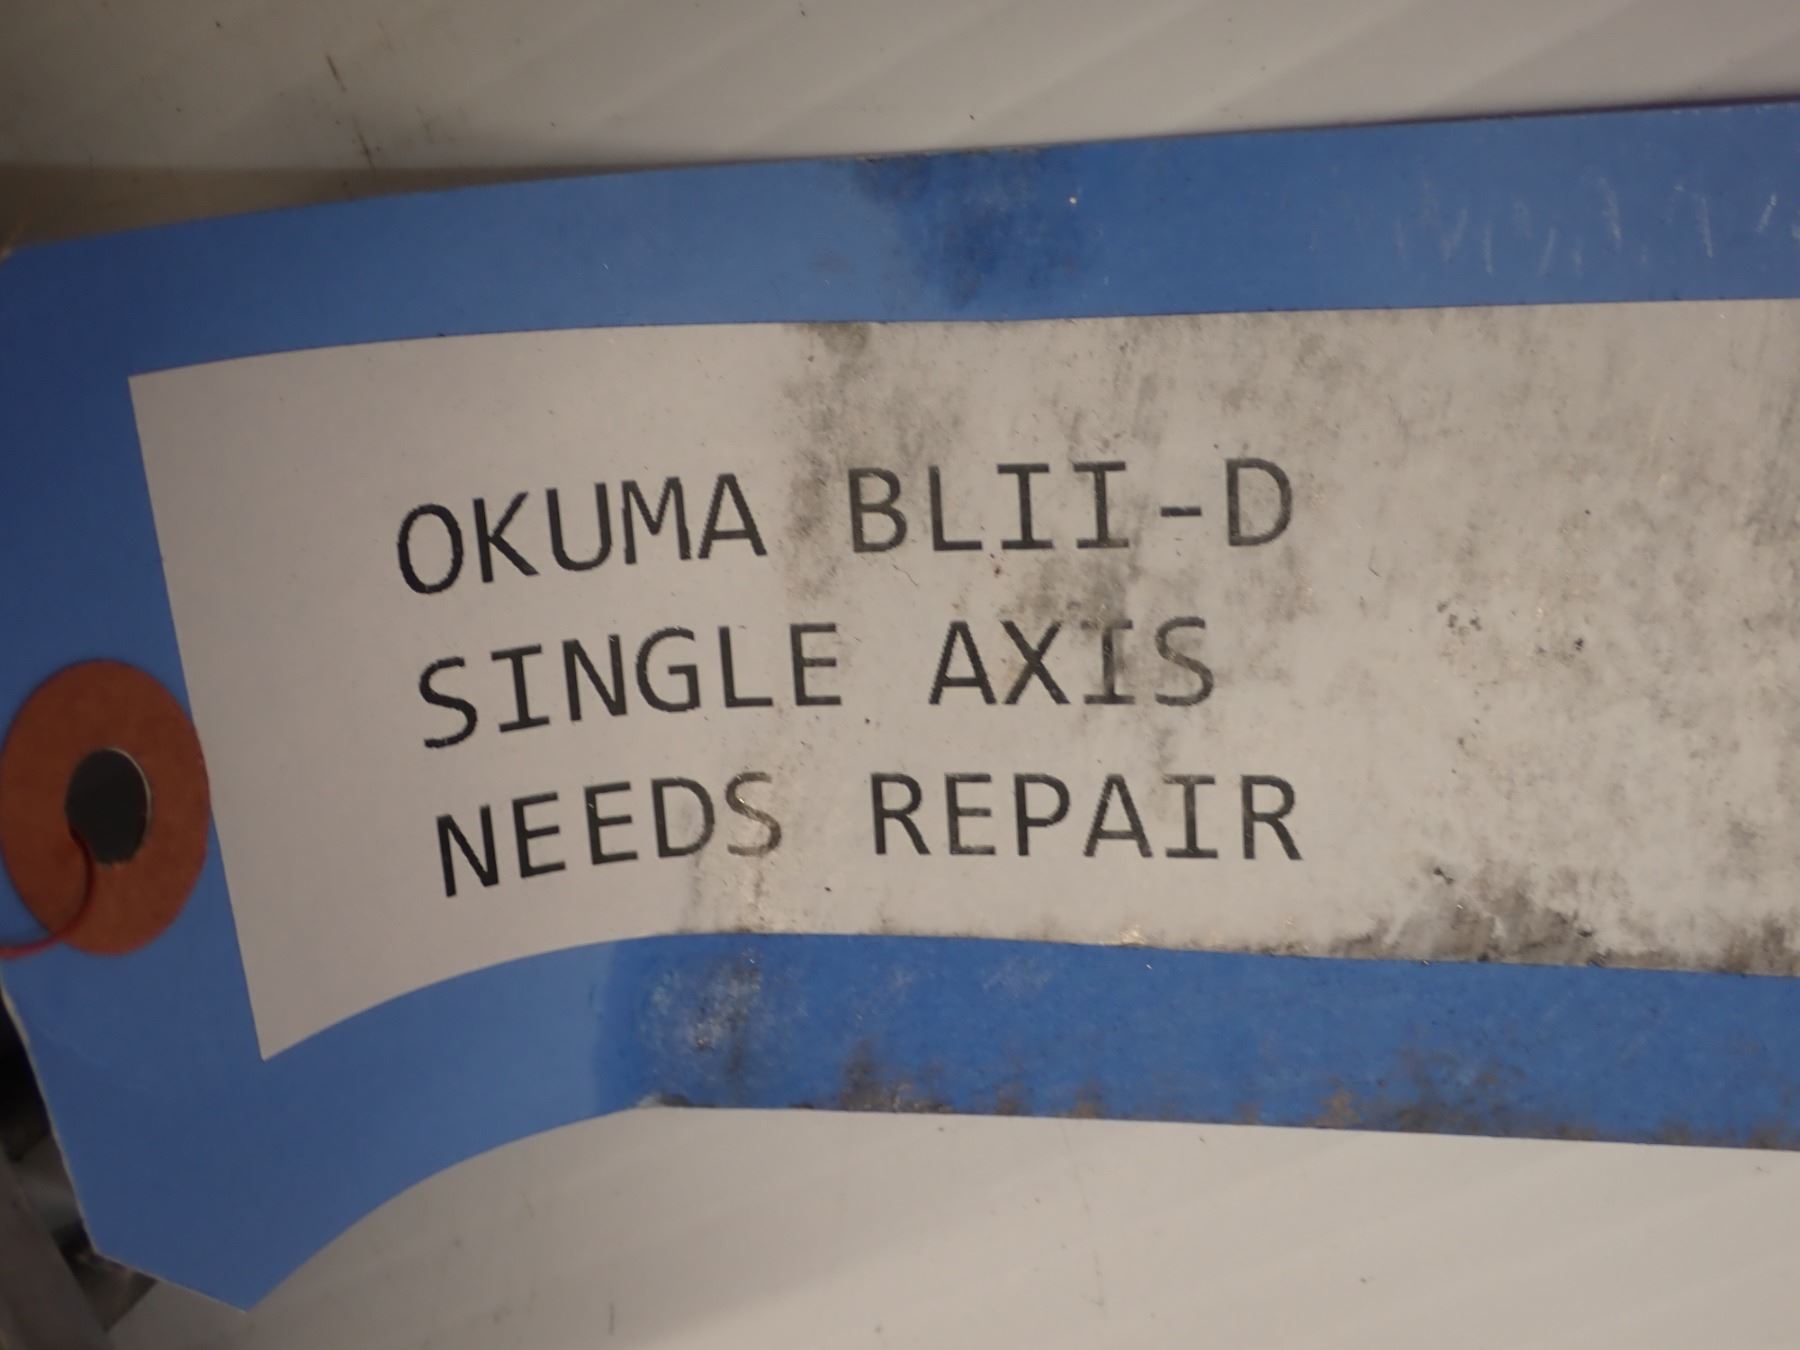 OKUMA BLII-D
SINGLE AXIS
NEEDS REPAIR